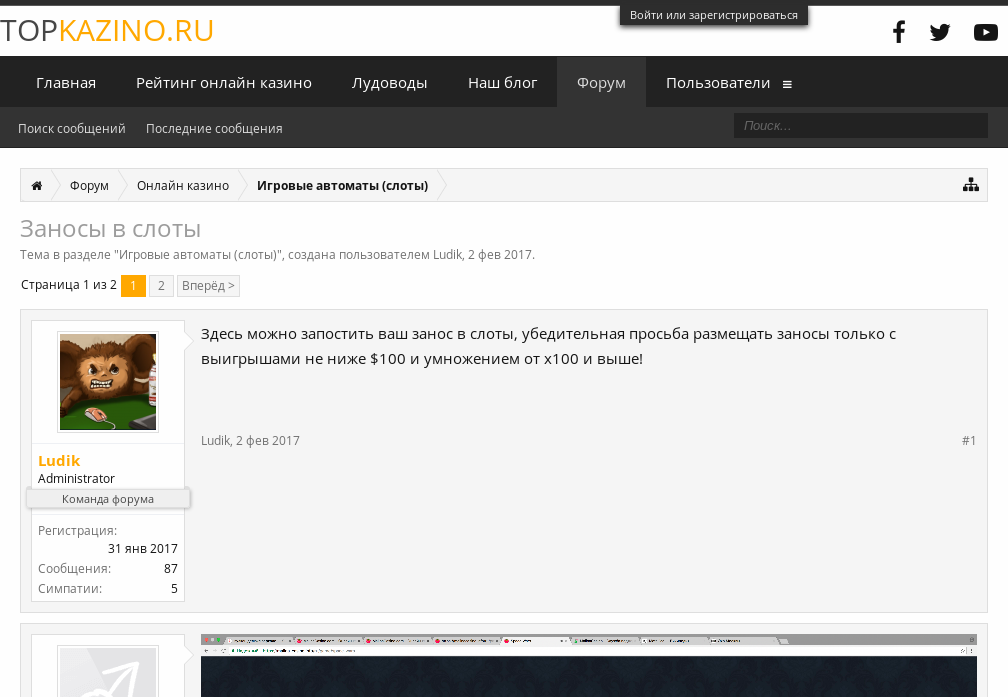 Войти или зарегистрироваться
TOPKAZINO.RU
Главная Рейтинг онлайн казино Лудоводы Наш блог Форум Пользователи
Поиск сообщений Последние сообщения Поиск...
Форум Онлайн казино Игровые автоматы (слоты)
Заносы в слоты
Тема в разделе "Игровые автоматы (слоты)", создана пользователем Ludik, 2 фев 2017.
Страница 1 из 2 1 2 Вперёд >
Здесь можно запостить ваш занос в слоты, убедительная просьба размещать заносы только с
выигрышами не ниже $100 и умножением от x100 и выше!
Ludik, 2 фев 2017 #1
Ludik
Administrator
Команда форума
Регистрация:
31 янв 2017
Сообщения: 87
Симпатии: 5